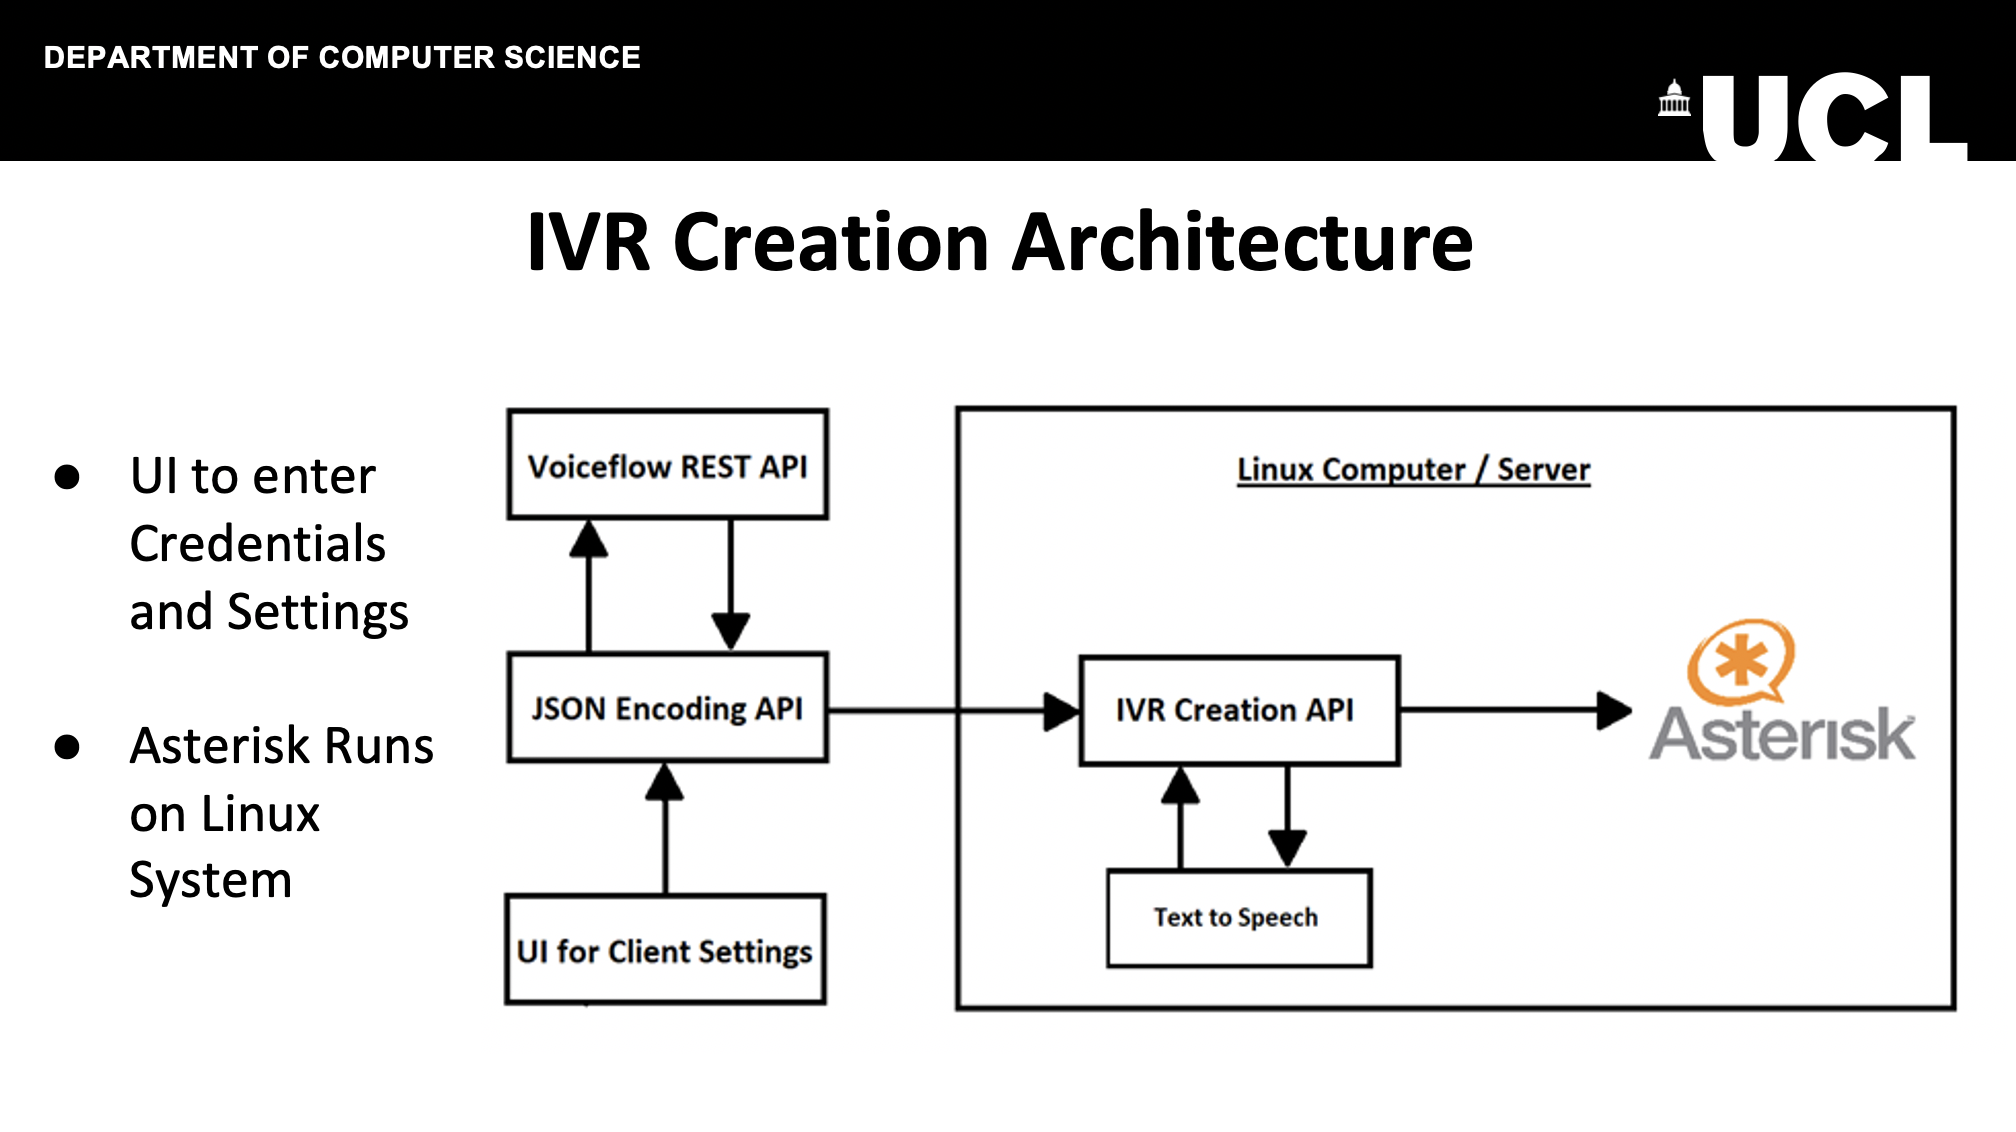 DEPARTMENT OF COMPUTER SCIENCE
UCL
IVR Creation Architecture
● UI to enter
Credentials
and Settings
● Asterisk Runs
on Linux
System
Voiceflow REST API
JSON Encoding API
UI for Client Settings
Linux Computer / Server
IVR Creation API
Text to Speech
Asterisk™